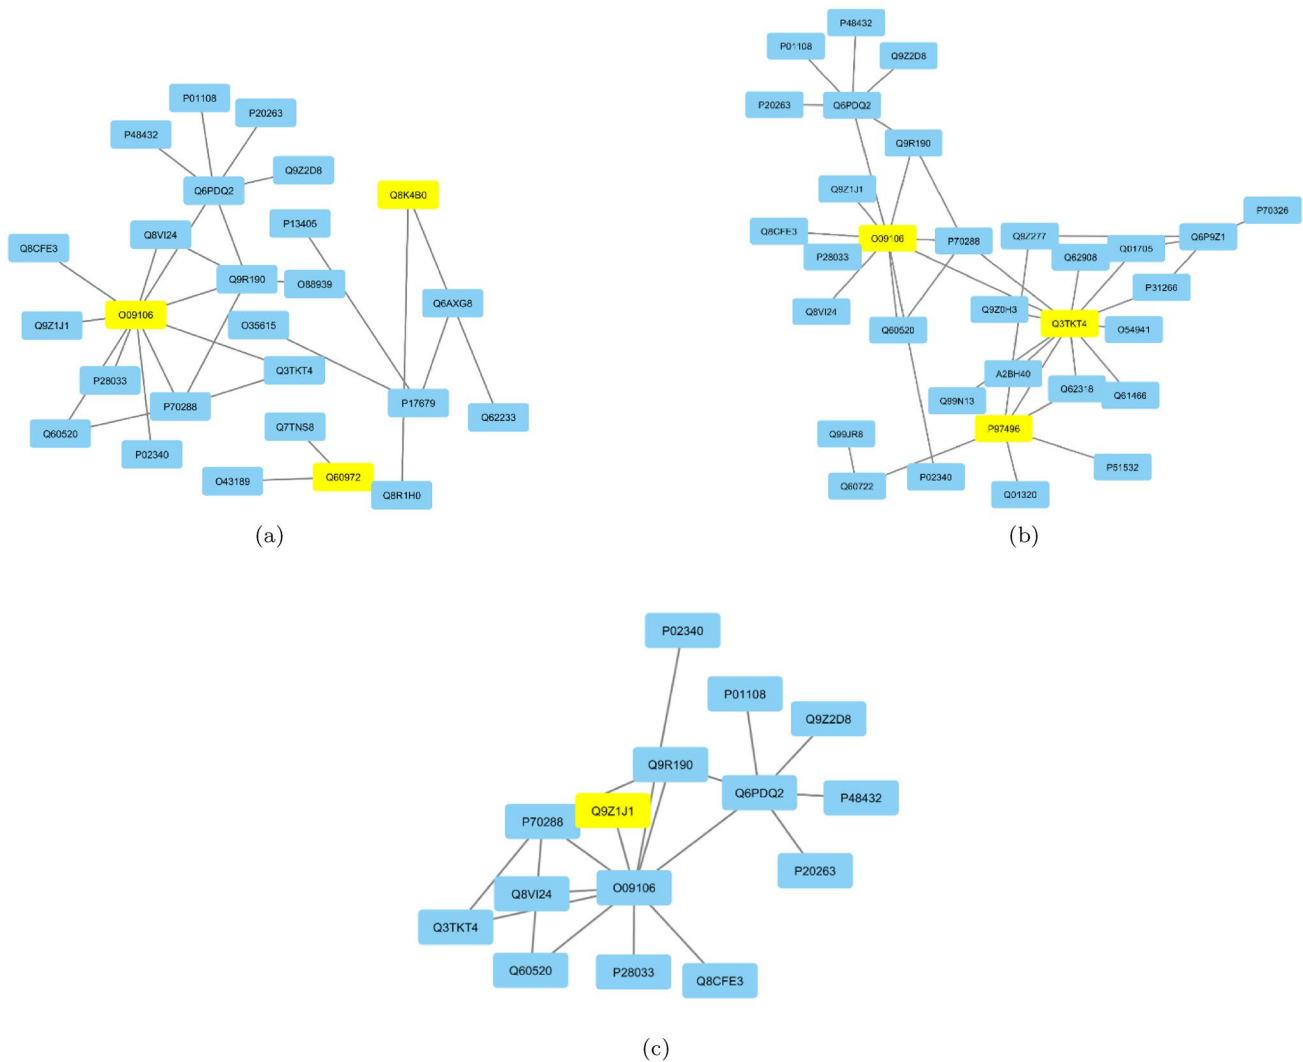 P01108
P20263
P48432
Q9Z2D8
Q6PDQ2
Q8K4B0
P13405
Q8VI24
Q8CFE3
Q9R190
O88939
Q6AXG8
O09106
Q9Z1J1
O35615
Q3TKT4
P28033
P70288
P17679
Q62233
Q60520
Q7TNS8
P02340
O43189
Q60972
Q8R1H0
(a)
P48432
P01108
Q9Z2D8
P20263
Q6PDQ2
Q9R190
Q9Z1J1
P70326
Q8CFE3
O09106
P70288
Q9Z277
Q01705
Q6P9Z1
P28033
Q62908
P31266
Q8VI24
Q9Z0H3
Q60520
Q3TKT4
O54941
A2BH40
Q99N13
Q62318
Q61466
Q99JR8
P97496
P51532
Q60722
P02340
Q01320
(b)
P02340
P01108
Q9Z2D8
Q9R190
Q6PDQ2
P48432
Q9Z1J1
P70288
P20263
O09106
Q8VI24
Q3TKT4
Q60520
P28033
Q8CFE3
(c)